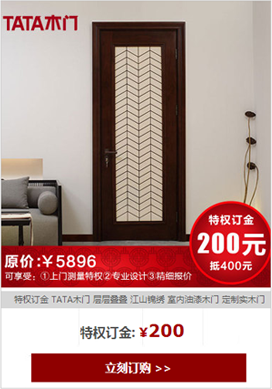 TATA木门
特权订金
200元
抵400元
原价:￥5896
可享受：①上门测量特权②专业设计③精细报价
特权订金 TATA木门 层层叠叠 江山锦绣 室内油漆木门 定制实木门
特权订金: ¥200
立刻订购 >>